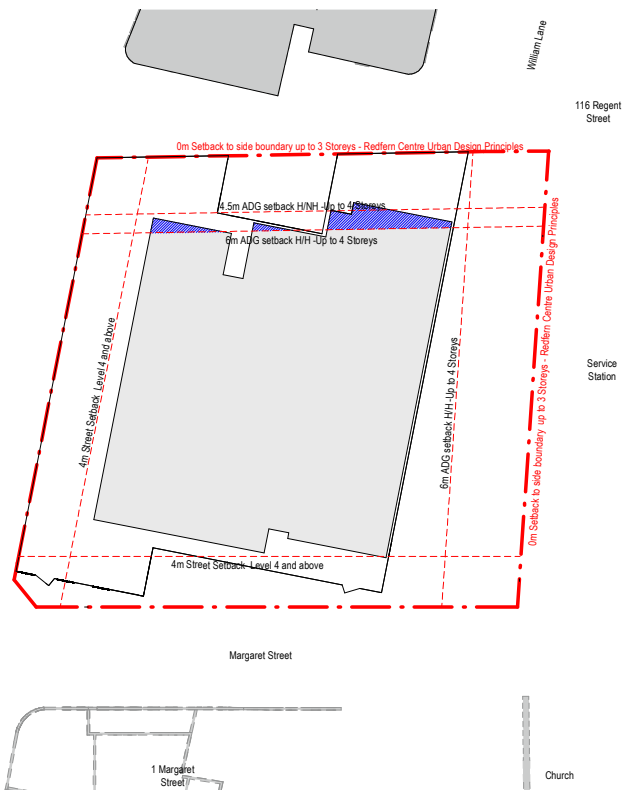 William Lane
116 Regent
Street
0m Setback to side boundary up to 3 Storeys - Redfern Centre Urban Design Principles
4.5m ADG setback H/NH -Up to 4 Storeys
6m ADG setback H/H -Up to 4 Storeys
4m Street Setback Level 4 and above
6m ADG setback H/H -Up to 4 Storeys
0m Setback to side boundary up to 3 Storeys - Redfern Centre Urban Design Principles
Service
Station
4m Street Setback Level 4 and above
Margaret Street
1 Margaret
Street
Church